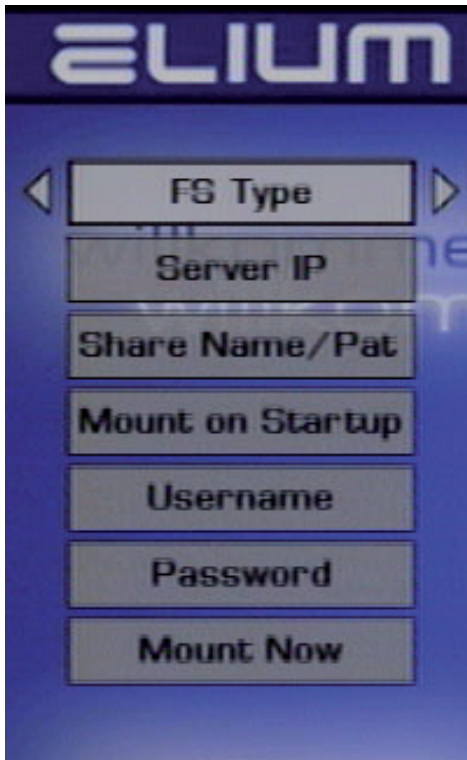 ELIUM
FS Type
Server IP
Share Name/Pat
Mount on Startup
Username
Password
Mount Now